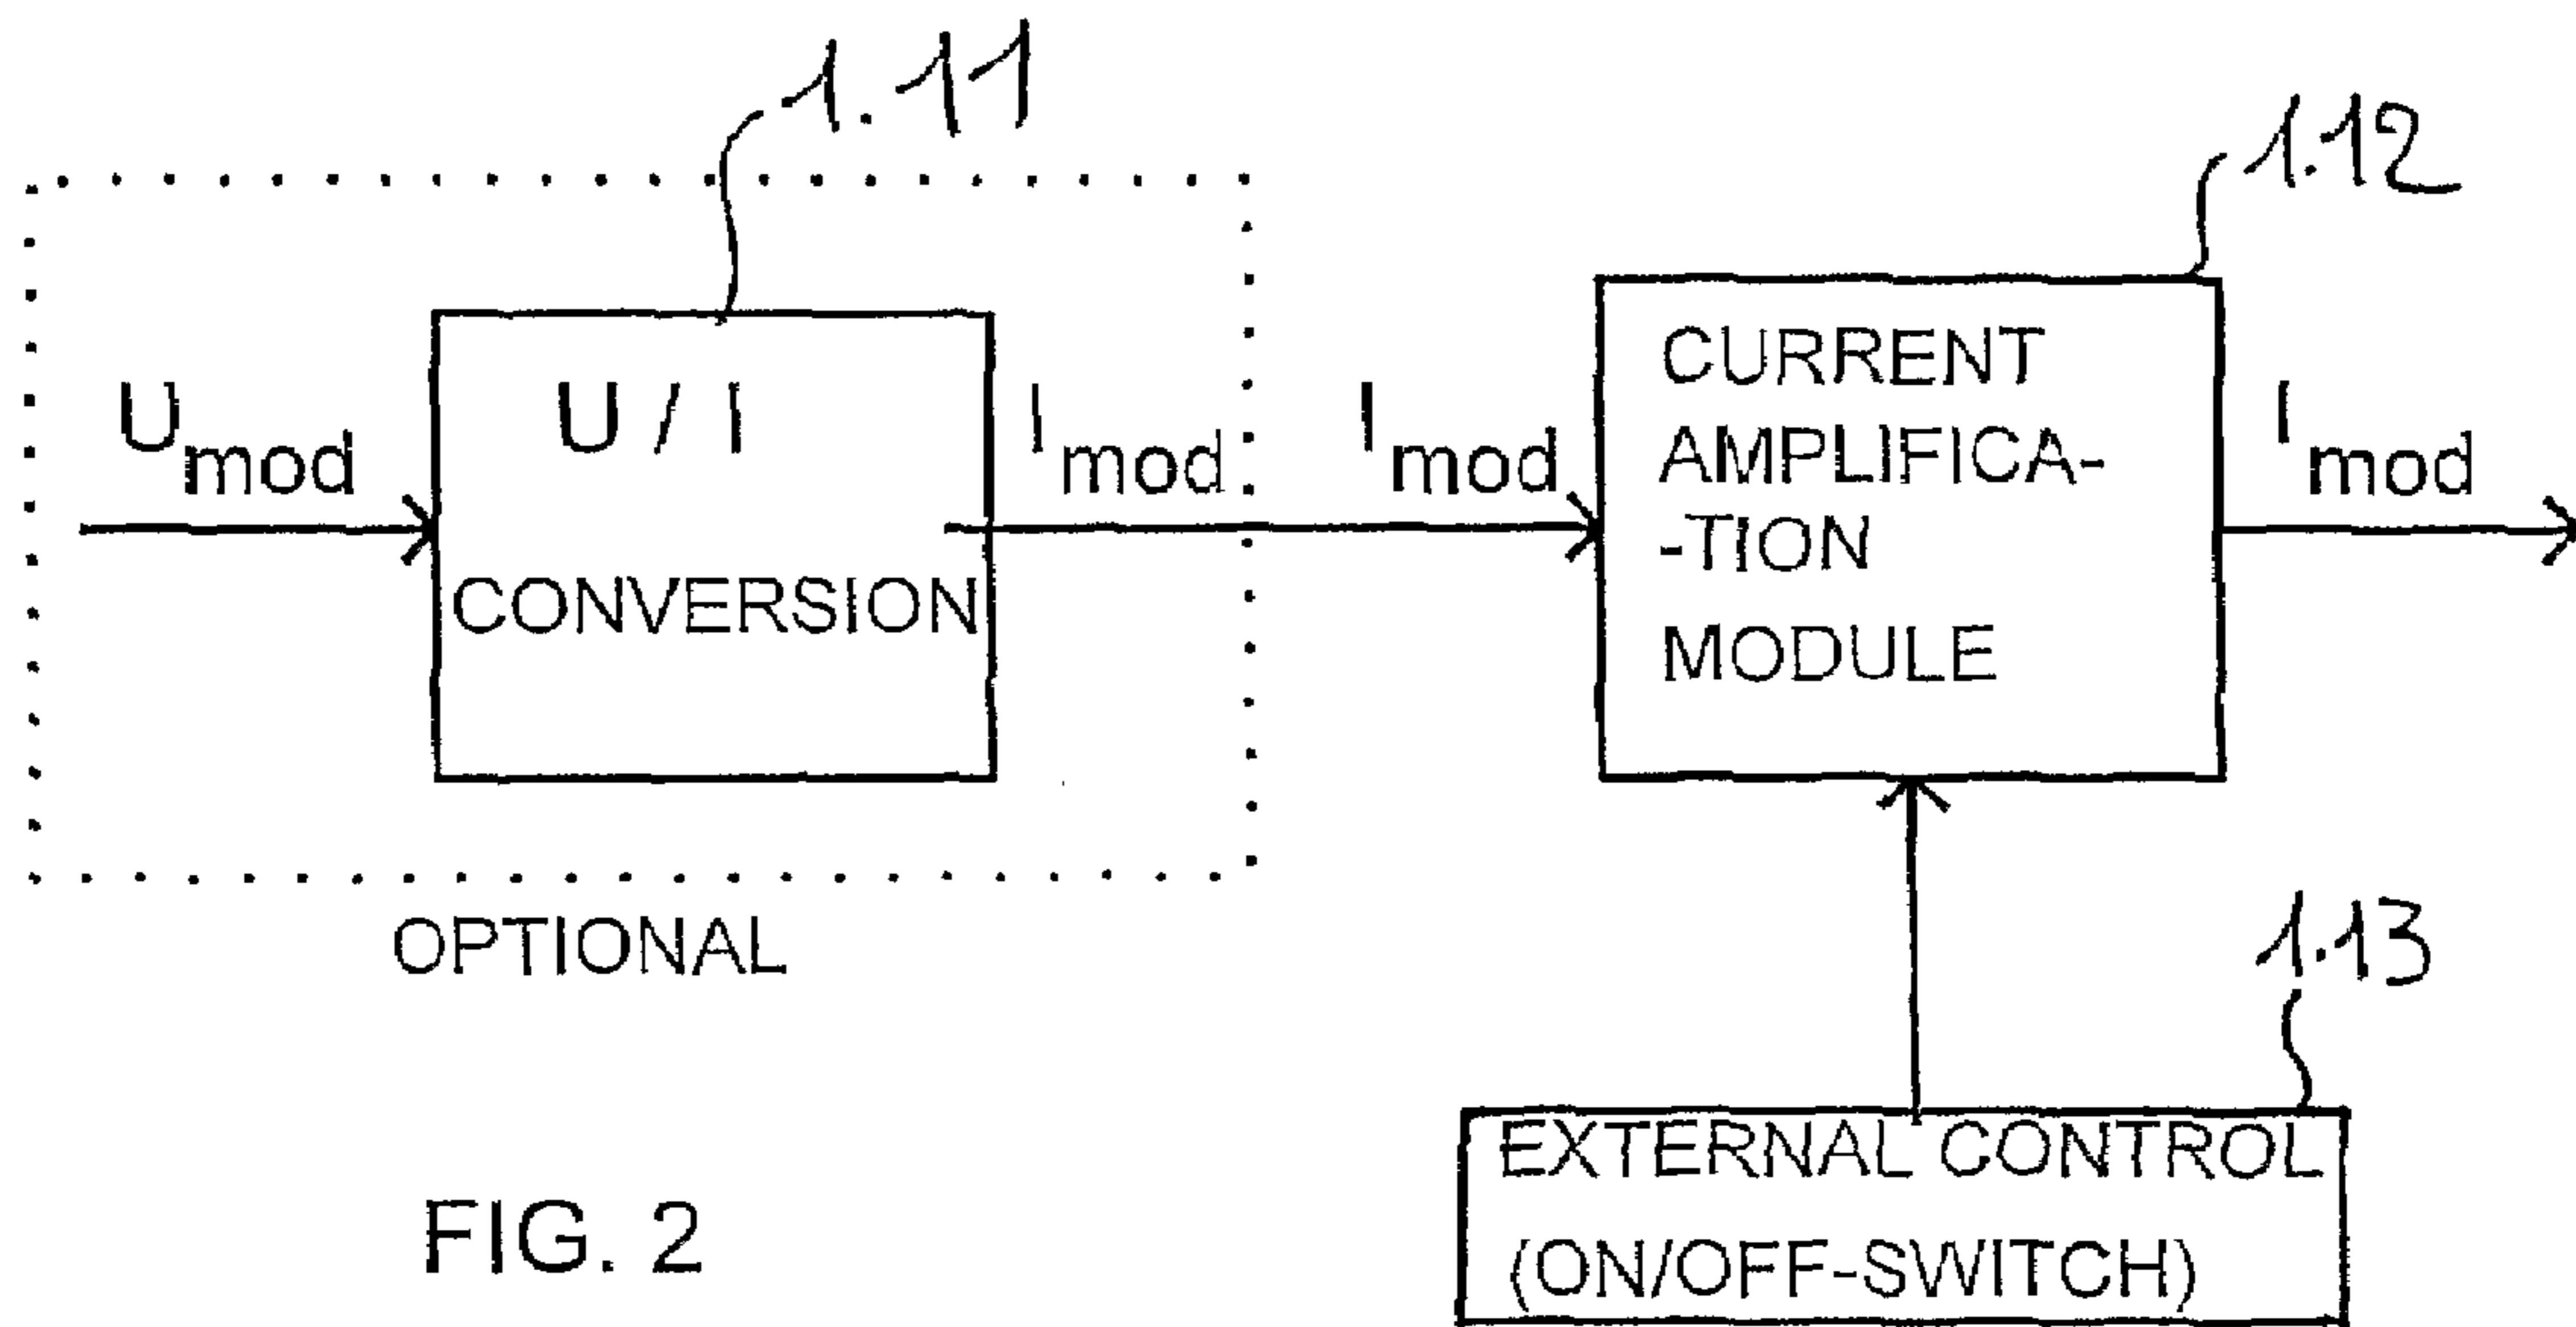 1.11
1.12
U / I
U mod
I mod
I mod
I mod
CONVERSION
CURRENT
AMPLIFICA-
-TION
MODULE
OPTIONAL
1.13
EXTERNAL CONTROL
(ON/OFF-SWITCH)
FIG. 2